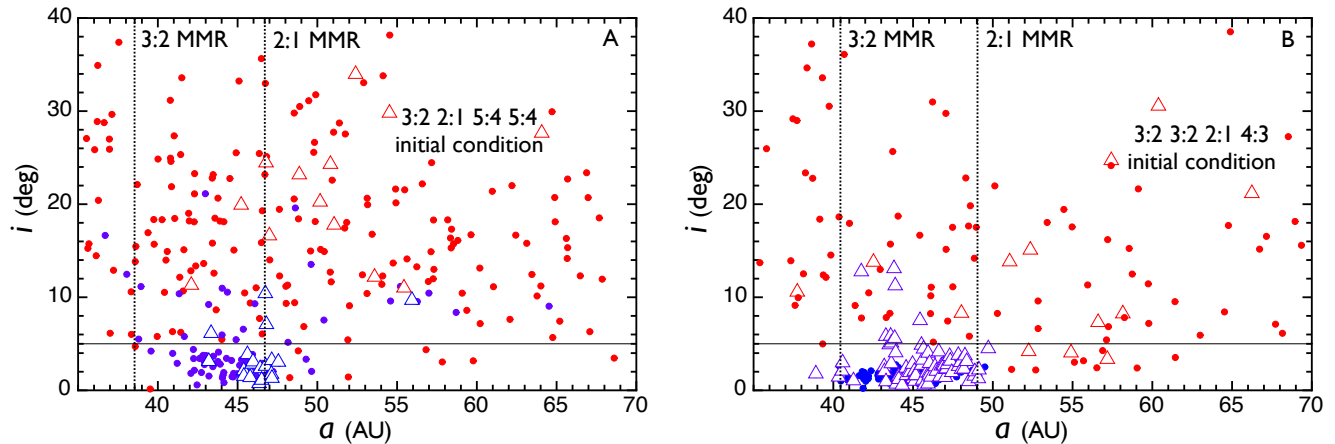 3:2 MMR 2:1 MMR A
3:2 2:1 5:4 5:4
initial condition
i (deg)
40
30
20
10
0
40 45 50 55 60 65 70
a (AU)
3:2 MMR 2:1 MMR B
3:2 3:2 2:1 4:3
initial condition
i (deg)
40
30
20
10
0
40 45 50 55 60 65 70
a (AU)